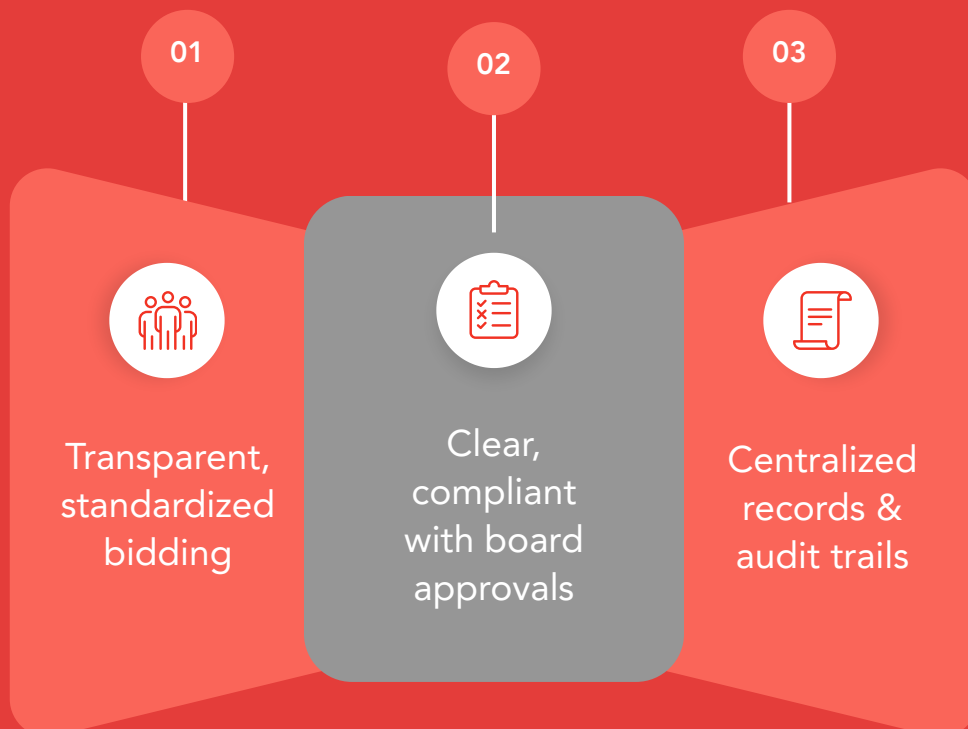 01
Transparent,
standardized
bidding
02
Clear,
compliant
with board
approvals
03
Centralized
records &
audit trails